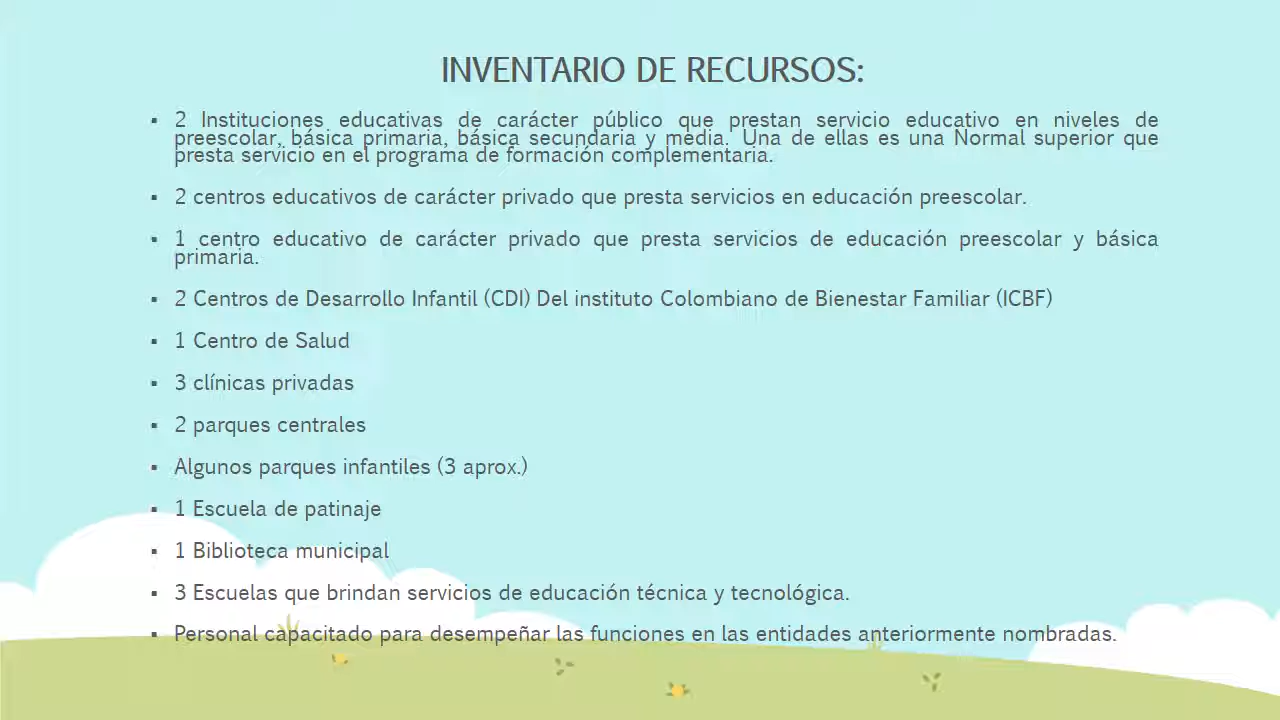 INVENTARIO DE RECURSOS:
▪ 2 Instituciones educativas de carácter público que prestan servicio educativo en niveles de
preescolar, básica primaria, básica secundaria y media. Una de ellas es una Normal superior que
presta servicio en el programa de formación complementaria.
▪ 2 centros educativos de carácter privado que presta servicios en educación preescolar.
▪ 1 centro educativo de carácter privado que presta servicios de educación preescolar y básica
primaria.
▪ 2 Centros de Desarrollo Infantil (CDI) Del instituto Colombiano de Bienestar Familiar (ICBF)
▪ 1 Centro de Salud
▪ 3 clínicas privadas
▪ 2 parques centrales
▪ Algunos parques infantiles (3 aprox.)
▪ 1 Escuela de patinaje
▪ 1 Biblioteca municipal
▪ 3 Escuelas que brindan servicios de educación técnica y tecnológica.
▪ Personal capacitado para desempeñar las funciones en las entidades anteriormente nombradas.